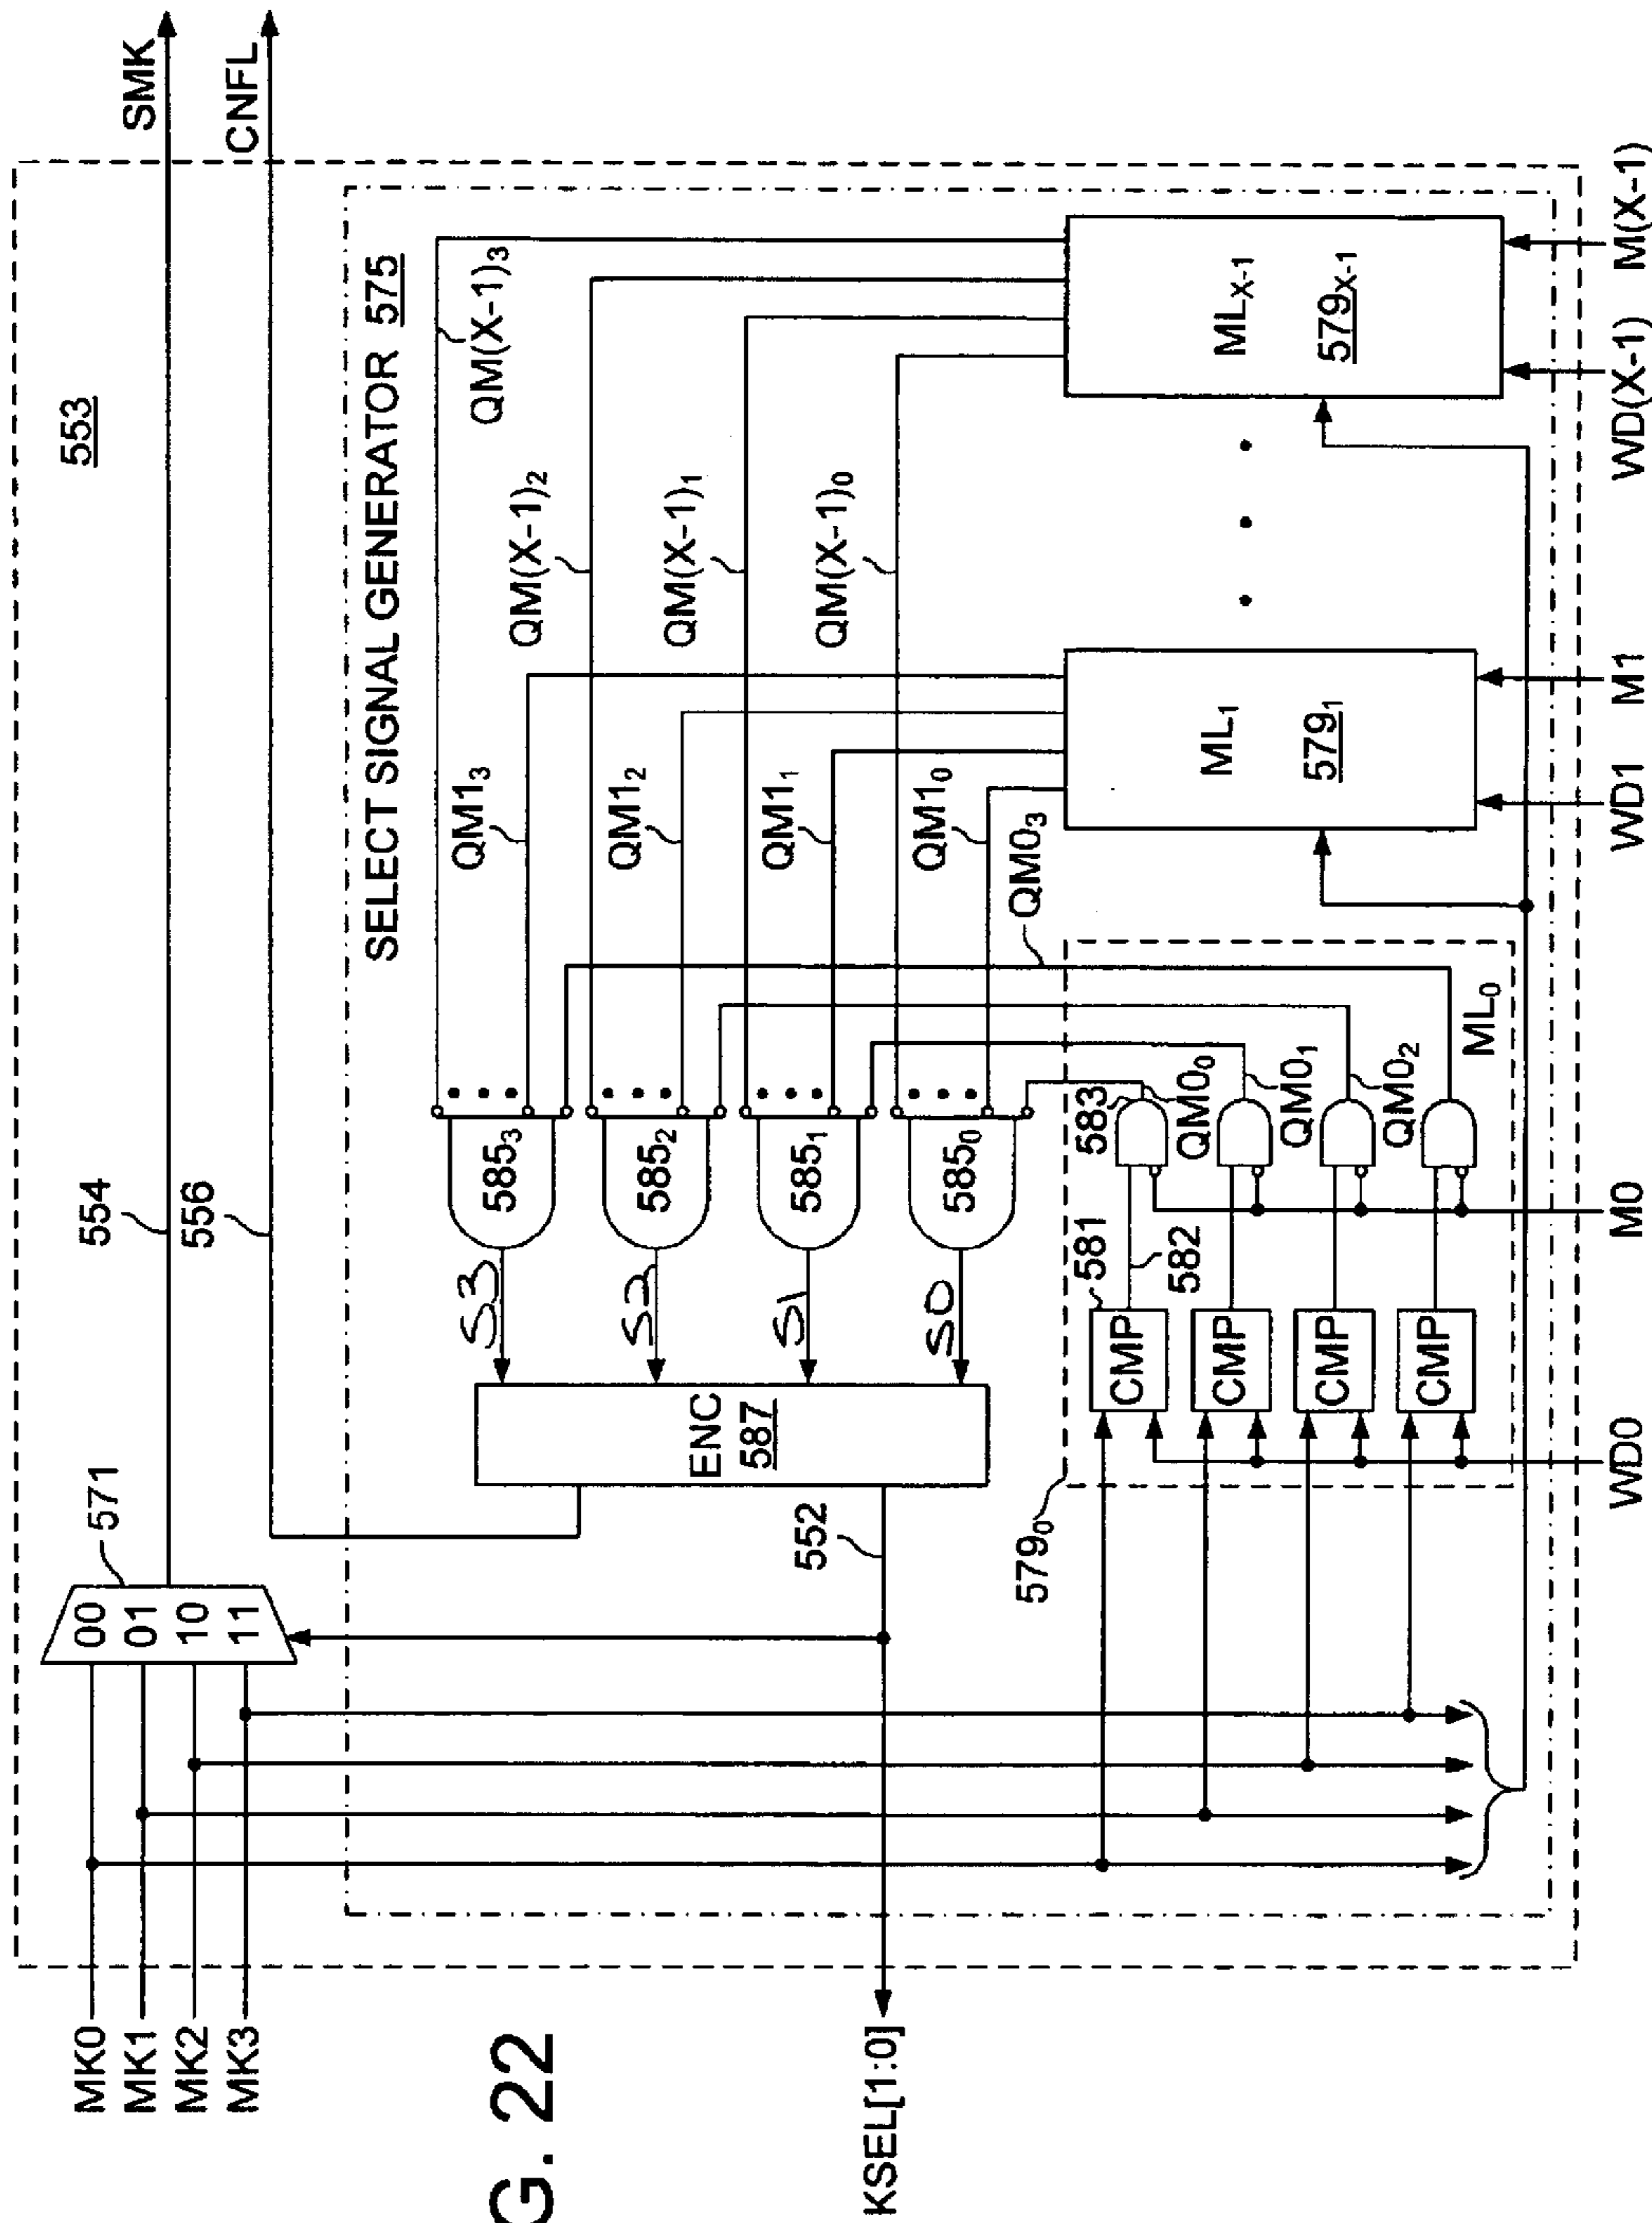 553
SMK
CNFL
554
556
571
00
01
10
11
MK0
MK1
MK2
MK3
SELECT SIGNAL GENERATOR 575
QM(X-1)₃
QM(X-1)₂
QM(X-1)₁
QM(X-1)₀
QM1₃
QM1₂
QM1₁
QM1₀
QM0₃
585₃
585₂
585₁
585₀
S3
S2
S1
S0
ENC
587
552
KSEL[1:0]
579₀
581
582
583
CMP
CMP
CMP
CMP
QM0₀
QM0₁
QM0₂
ML₀
ML₁
579₁
ML_X-1
579_X-1
WD0
M0
WD1
M1
WD(X-1)
M(X-1)
G. 22